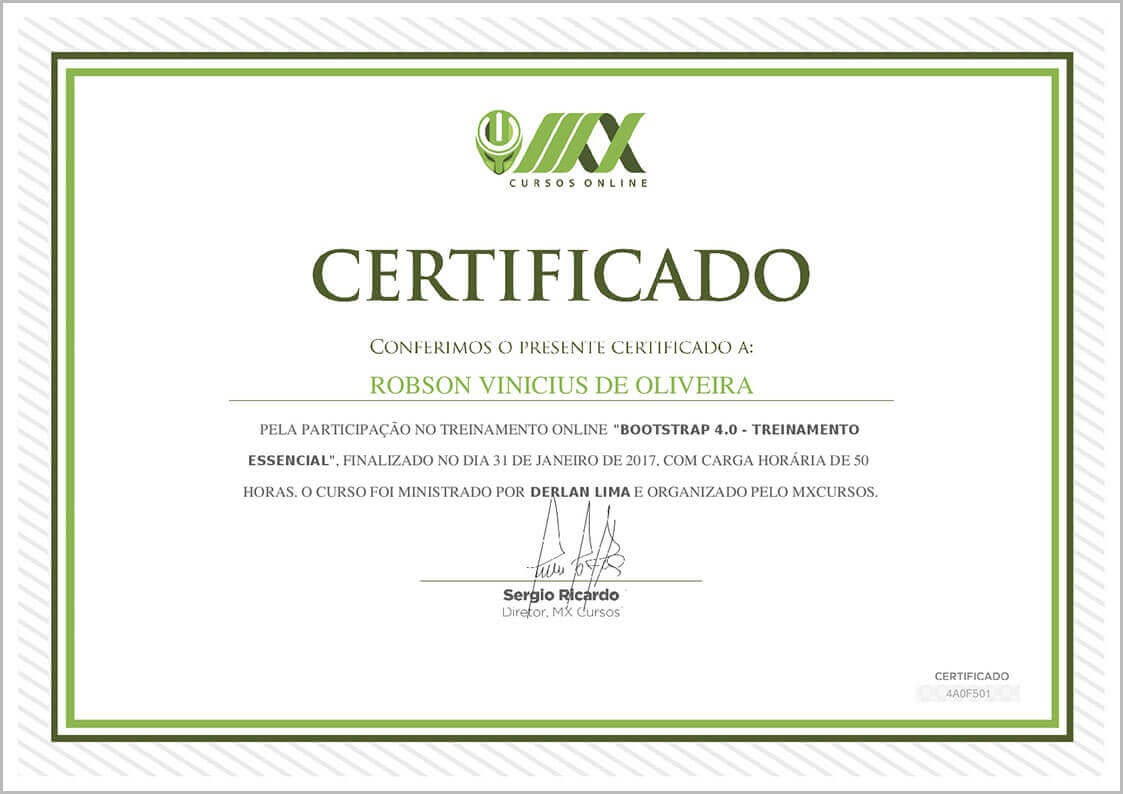 MX
CURSOS ONLINE
CERTIFICADO
CONFERIMOS O PRESENTE CERTIFICADO A:
ROBSON VINICIUS DE OLIVEIRA
PELA PARTICIPAÇÃO NO TREINAMENTO ONLINE "BOOTSTRAP 4.0 - TREINAMENTO
ESSENCIAL", FINALIZADO NO DIA 31 DE JANEIRO DE 2017, COM CARGA HORÁRIA DE 50
HORAS. O CURSO FOI MINISTRADO POR DERLAN LIMA E ORGANIZADO PELO MXCURSOS.
Sergio Ricardo
Diretor, MX Cursos
CERTIFICADO
4A0F501